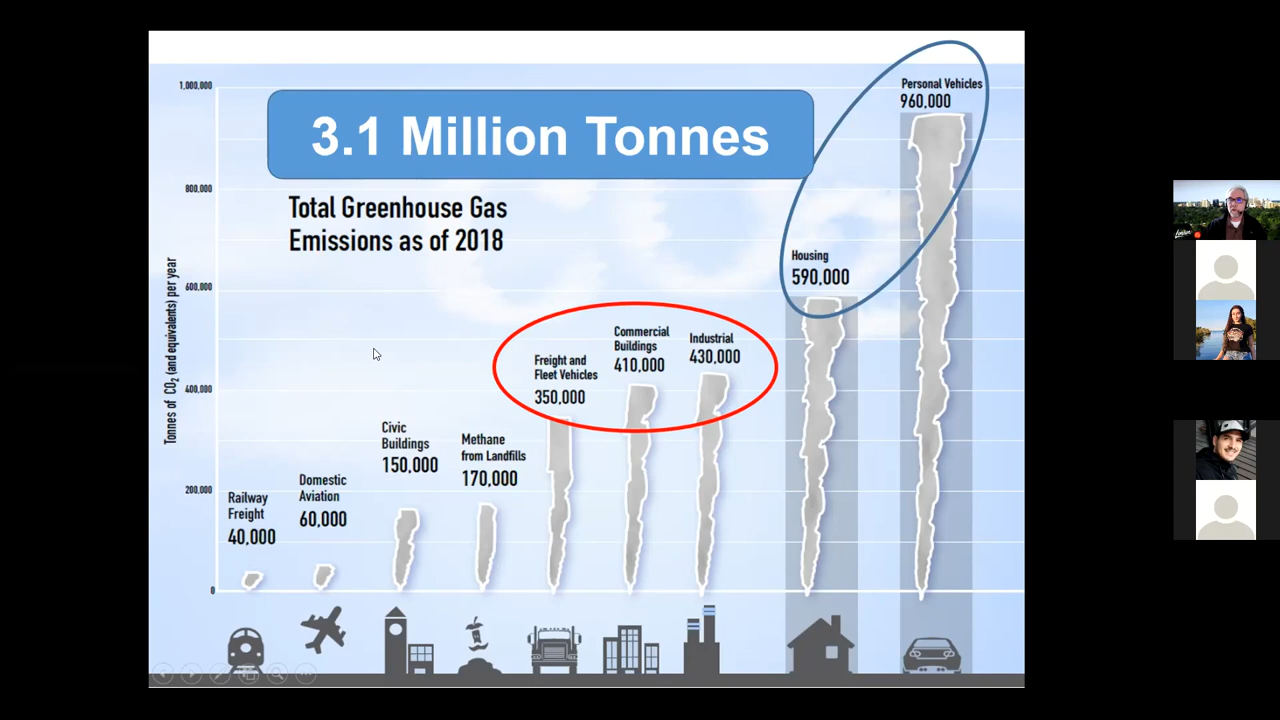 3.1 Million Tonnes
Total Greenhouse Gas
Emissions as of 2018
Tonnes of CO2 (and equivalents) per year
1,000,000
800,000
600,000
400,000
200,000
0
Railway
Freight
40,000
Domestic
Aviation
60,000
Civic
Buildings
150,000
Methane
from Landfills
170,000
Freight and
Fleet Vehicles
350,000
Commercial
Buildings
410,000
Industrial
430,000
Housing
590,000
Personal Vehicles
960,000
London